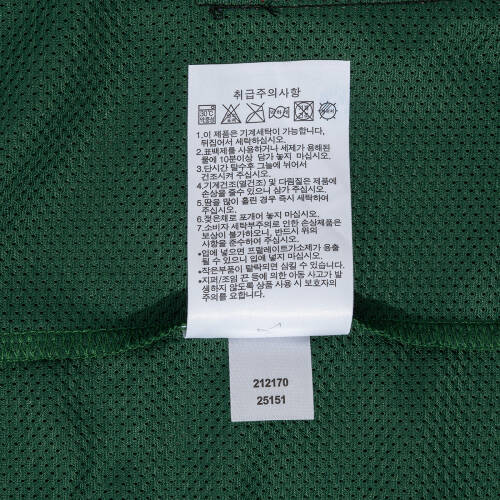 취급주의사항
30℃
1.이 제품은 기계세탁이 가능합니다,
뒤집어서 세탁해 주십시오.
2.표백제를 사용하거나 세제가 용해된
물에 10분이상 담가 놓지 마십시오.
3.단시간 탈수후 그늘에 뉘어서
건조시켜 주십시오.
4.기계건조(열건조) 및 다림질은 제품에
손상을 줄수 있으니 삼가 주십시오.
5.땀을 많이 흘린 경우 즉시 세탁하여
주십시오.
6.젖은채로 포개어 놓지 마십시오.
7.소비자 세탁부주의로 인한 손상제품은
보상이 불가하오니, 반드시 위의
사항을 준수하여 주십시오.
*입에 넣으면 프탈레이트가소제가 용출
될 수 있으니 입에 넣지 마십시오.
*작은부품이 탈락되면 삼킬 수 있습니다.
*지퍼/조임 끈 등에 의한 아동 사고가 발
생하지 않도록 상품 사용 시 보호자의
주의를 요합니다.
212170
25151